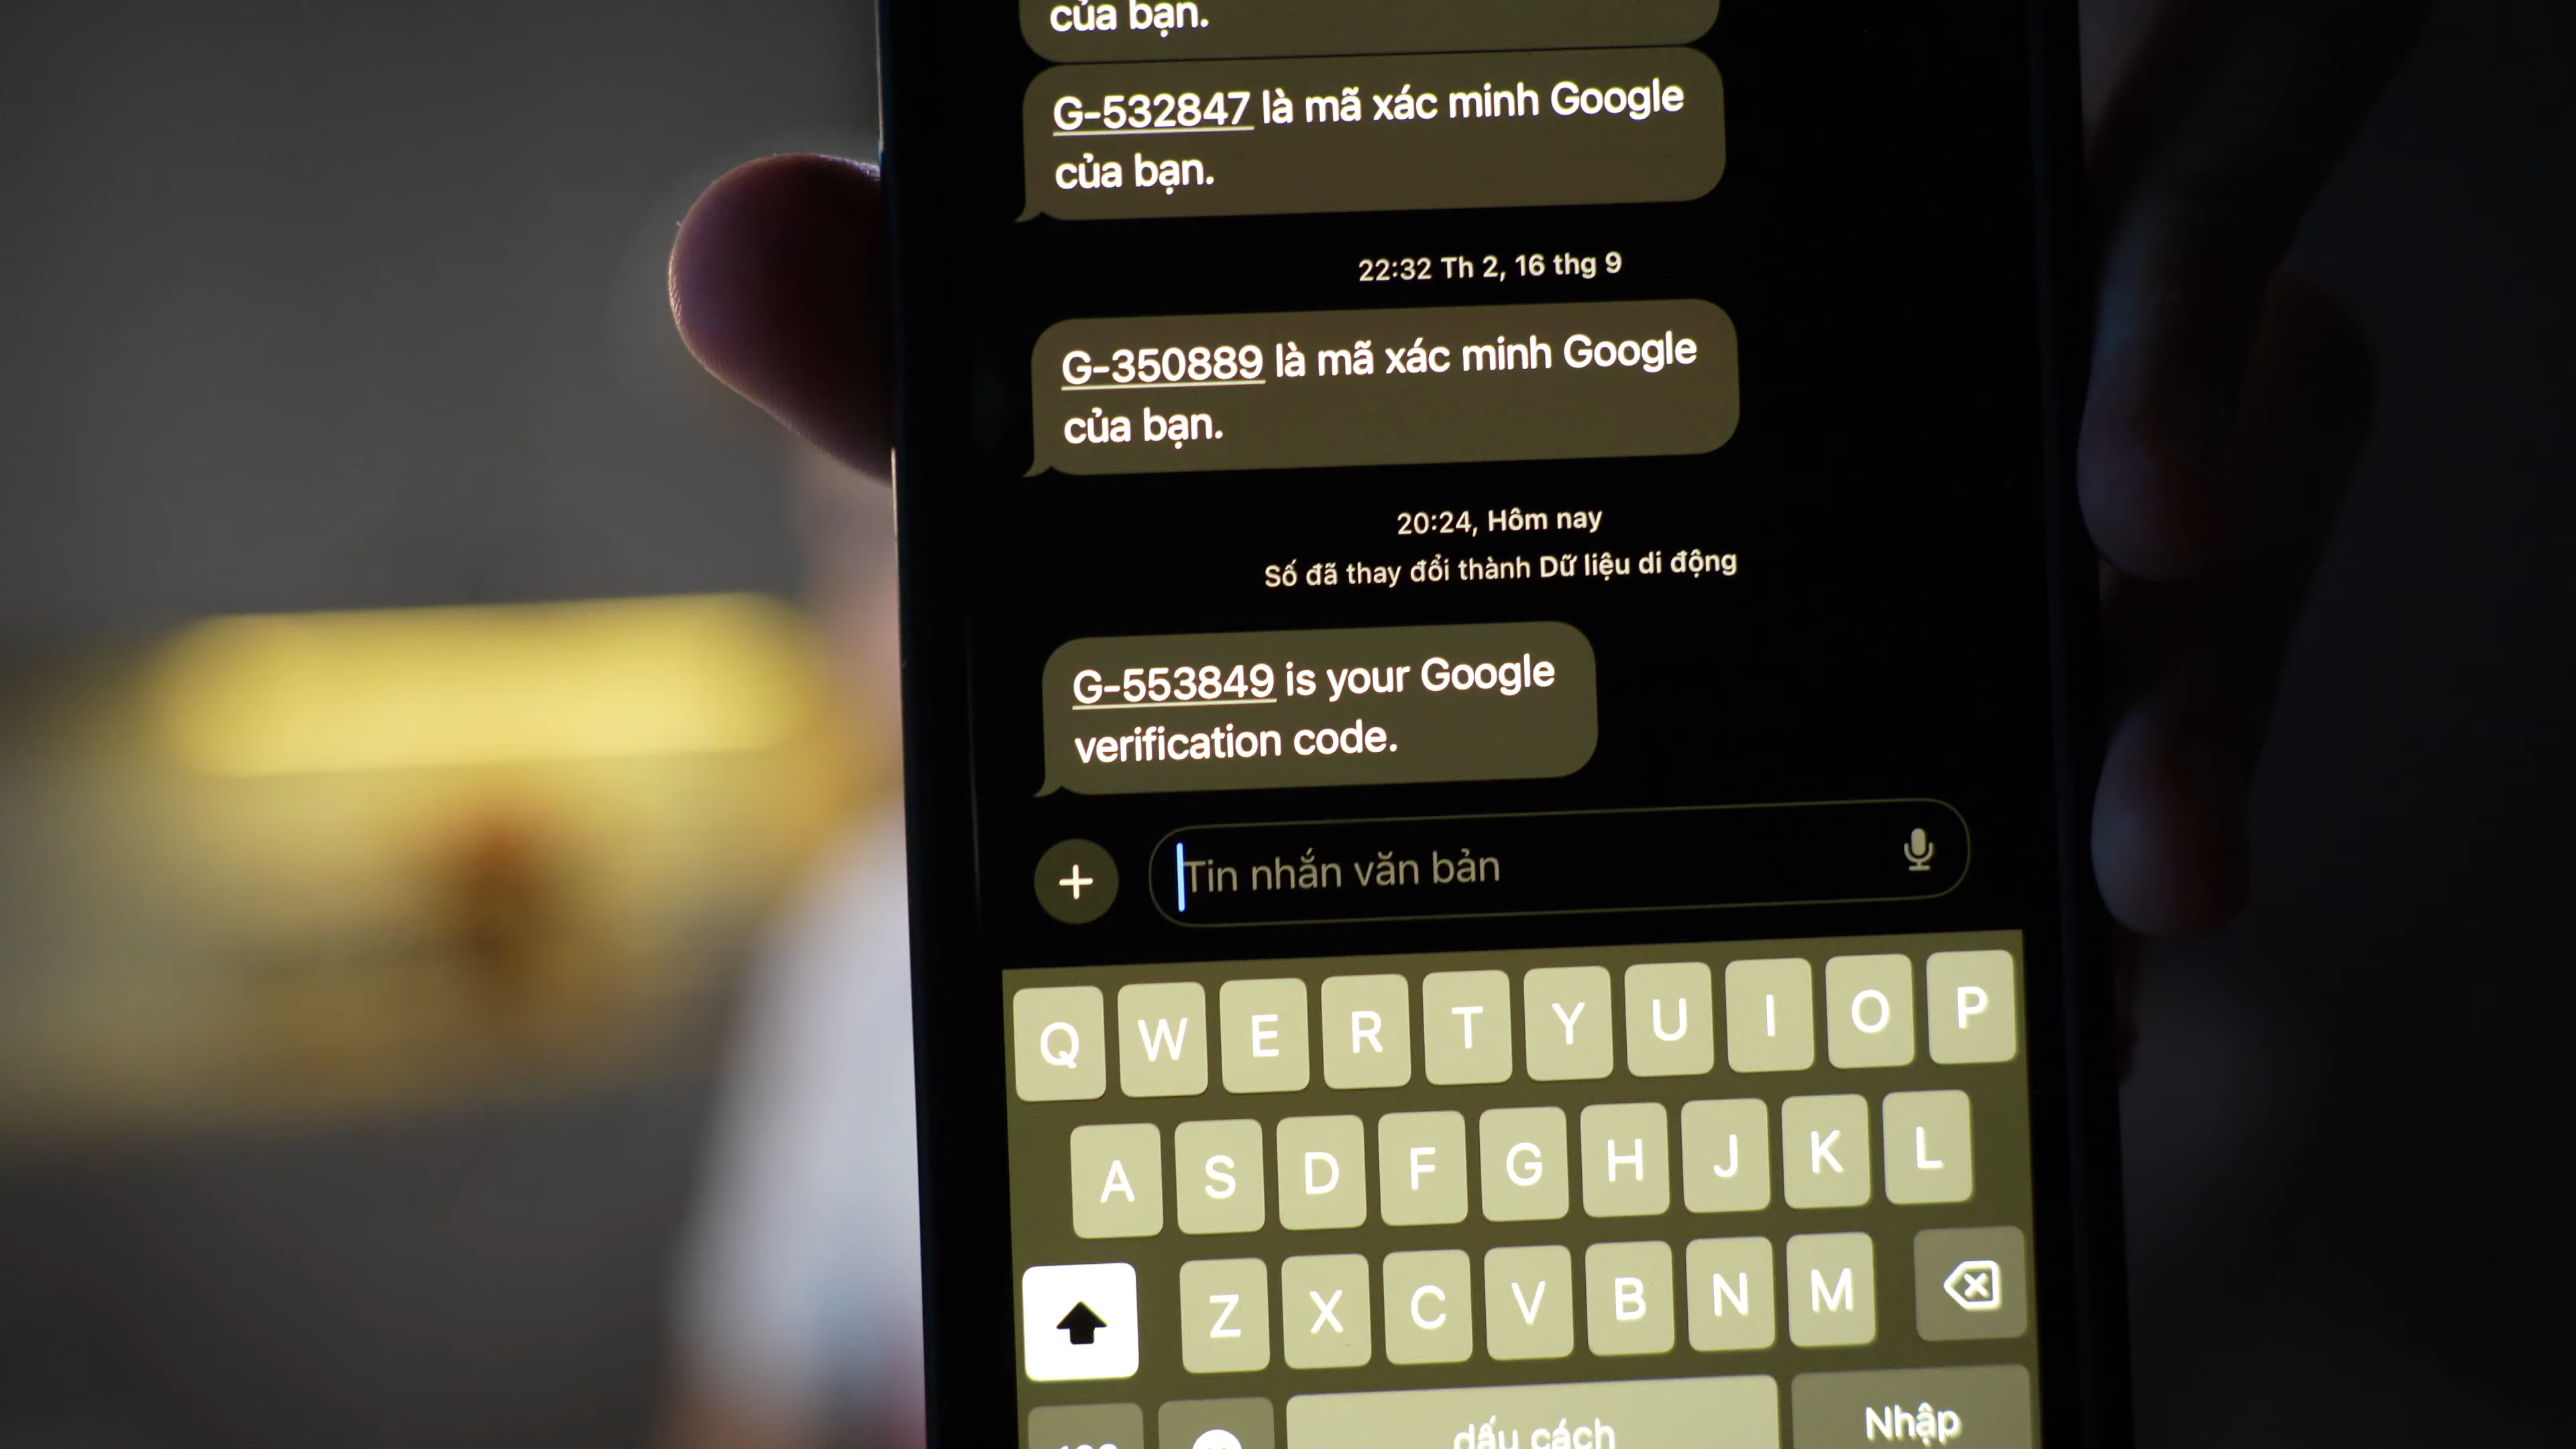 của bạn.
G-532847 là mã xác minh Google
của bạn.
22:32 Th 2, 16 thg 9
G-350889 là mã xác minh Google
của bạn.
20:24, Hôm nay
Số đã thay đổi thành Dữ liệu di động
G-553849 is your Google
verification code.
+
Tin nhắn văn bản
Q W E R T Y U I O P
A S D F G H J K L
Z X C V B N M
dấu cách
Nhập